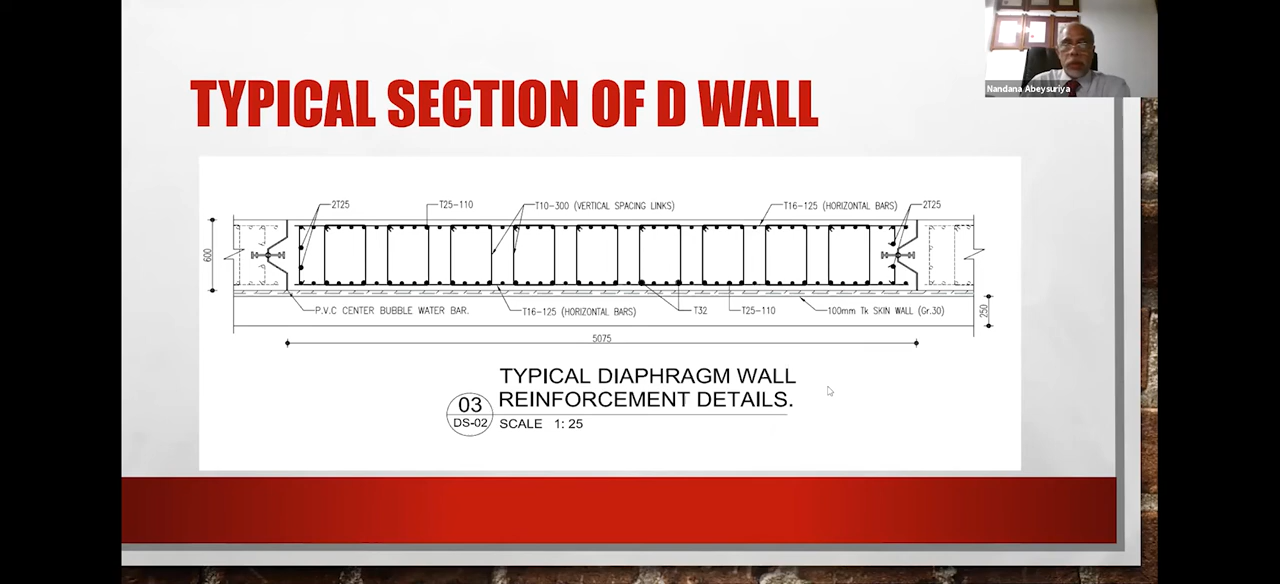 Nandana Abeysuriya
TYPICAL SECTION OF D WALL
2T25
T25-110
T10-300 (VERTICAL SPACING LINKS)
T16-125 (HORIZONTAL BARS)
2T25
600
P.V.C CENTER BUBBLE WATER BAR.
T16-125 (HORIZONTAL BARS)
T32
T25-110
100mm Tk SKIN WALL (Gr.30)
250
5075
TYPICAL DIAPHRAGM WALL
REINFORCEMENT DETAILS.
03
DS-02
SCALE 1: 25